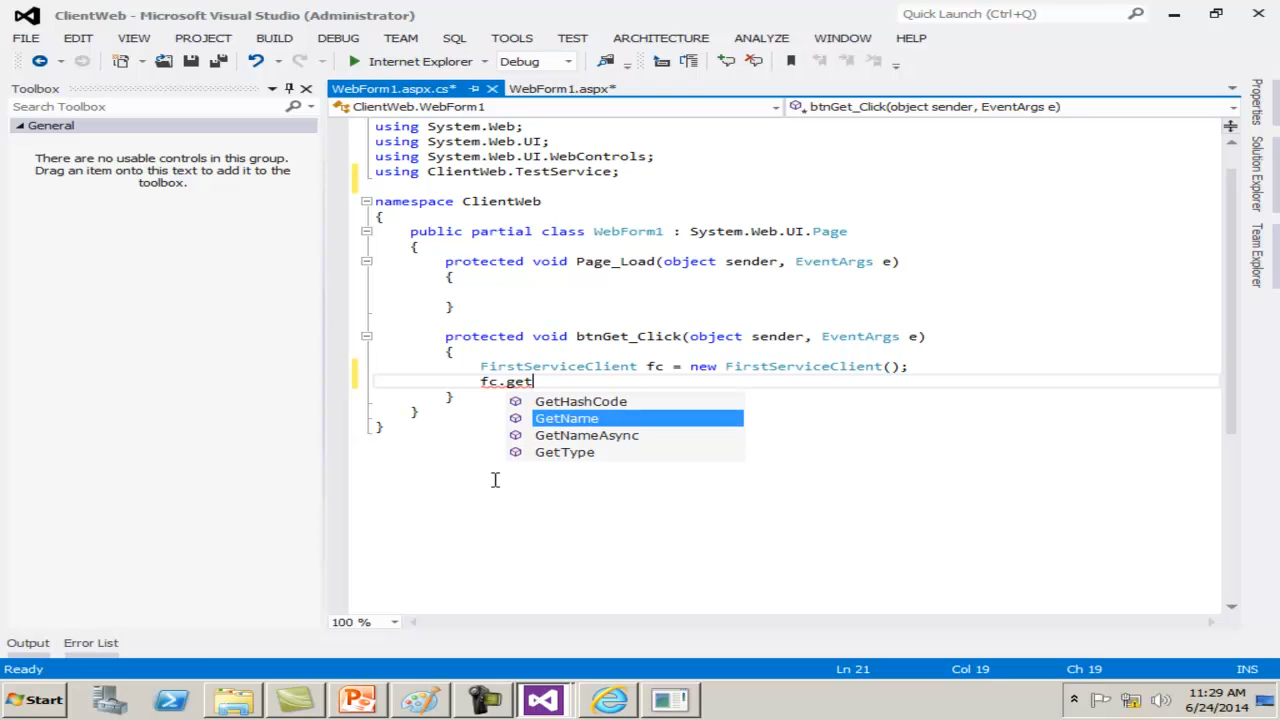 ClientWeb - Microsoft Visual Studio (Administrator)
Quick Launch (Ctrl+Q)
FILE EDIT VIEW PROJECT BUILD DEBUG TEAM SQL TOOLS TEST ARCHITECTURE ANALYZE WINDOW HELP
Internet Explorer Debug
Toolbox
Search Toolbox
General
There are no usable controls in this group.
Drag an item onto this text to add it to the
toolbox.
WebForm1.aspx.cs* WebForm1.aspx*
ClientWeb.WebForm1 btnGet_Click(object sender, EventArgs e)
using System.Web;
using System.Web.UI;
using System.Web.UI.WebControls;
using ClientWeb.TestService;
namespace ClientWeb
{
public partial class WebForm1 : System.Web.UI.Page
{
protected void Page_Load(object sender, EventArgs e)
{
}
protected void btnGet_Click(object sender, EventArgs e)
{
FirstServiceClient fc = new FirstServiceClient();
fc.get
}
}
}
GetHashCode
GetName
GetNameAsync
GetType
Properties
Solution Explorer
Team Explorer
100 %
Output Error List
Ready Ln 21 Col 19 Ch 19 INS
Start
11:29 AM
6/24/2014